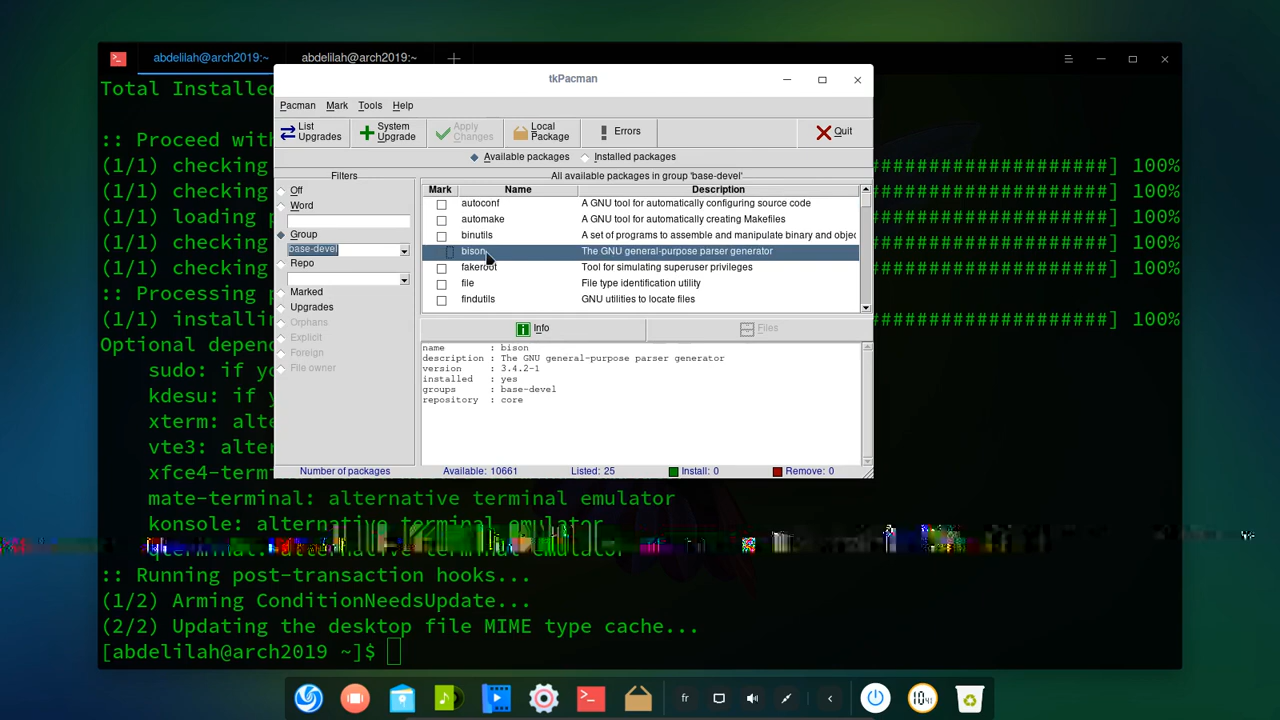 abdelilah@arch2019:~
abdelilah@arch2019:~
Total Installed
:: Proceed with
(1/1) checking ###################] 100%
(1/1) checking ###################] 100%
(1/1) loading p ###################] 100%
(1/1) checking ###################] 100%
(1/1) checking ###################] 100%
:: Processing p
(1/1) installin ###################] 100%
Optional depend
sudo: if yo
kdesu: if y
xterm: alte
vte3: alter
xfce4-term
mate-terminal: alternative terminal emulator
konsole: alternative terminal emulator
:: Running post-transaction hooks...
(1/2) Arming ConditionNeedsUpdate...
(2/2) Updating the desktop file MIME type cache...
[abdelilah@arch2019 ~]$
tkPacman
Pacman Mark Tools Help
List Upgrades
System Upgrade
Apply Changes
Local Package
Errors
Quit
Available packages Installed packages
Filters
Off
Word
Group
base-devel
Repo
Marked
Upgrades
Orphans
Explicit
Foreign
File owner
All available packages in group 'base-devel'
Mark Name Description
autoconf A GNU tool for automatically configuring source code
automake A GNU tool for automatically creating Makefiles
binutils A set of programs to assemble and manipulate binary and objec
bison The GNU general-purpose parser generator
fakeroot Tool for simulating superuser privileges
file File type identification utility
findutils GNU utilities to locate files
Info Files
name : bison
description : The GNU general-purpose parser generator
version : 3.4.2-1
installed : yes
groups : base-devel
repository : core
Number of packages Available: 10661 Listed: 25 Install: 0 Remove: 0
fr